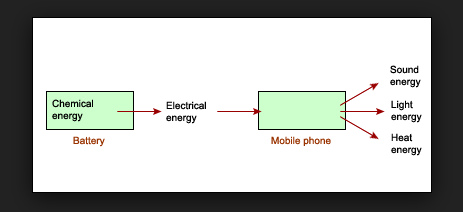 Chemical
energy
Battery
Electrical
energy
Mobile phone
Sound
energy
Light
energy
Heat
energy